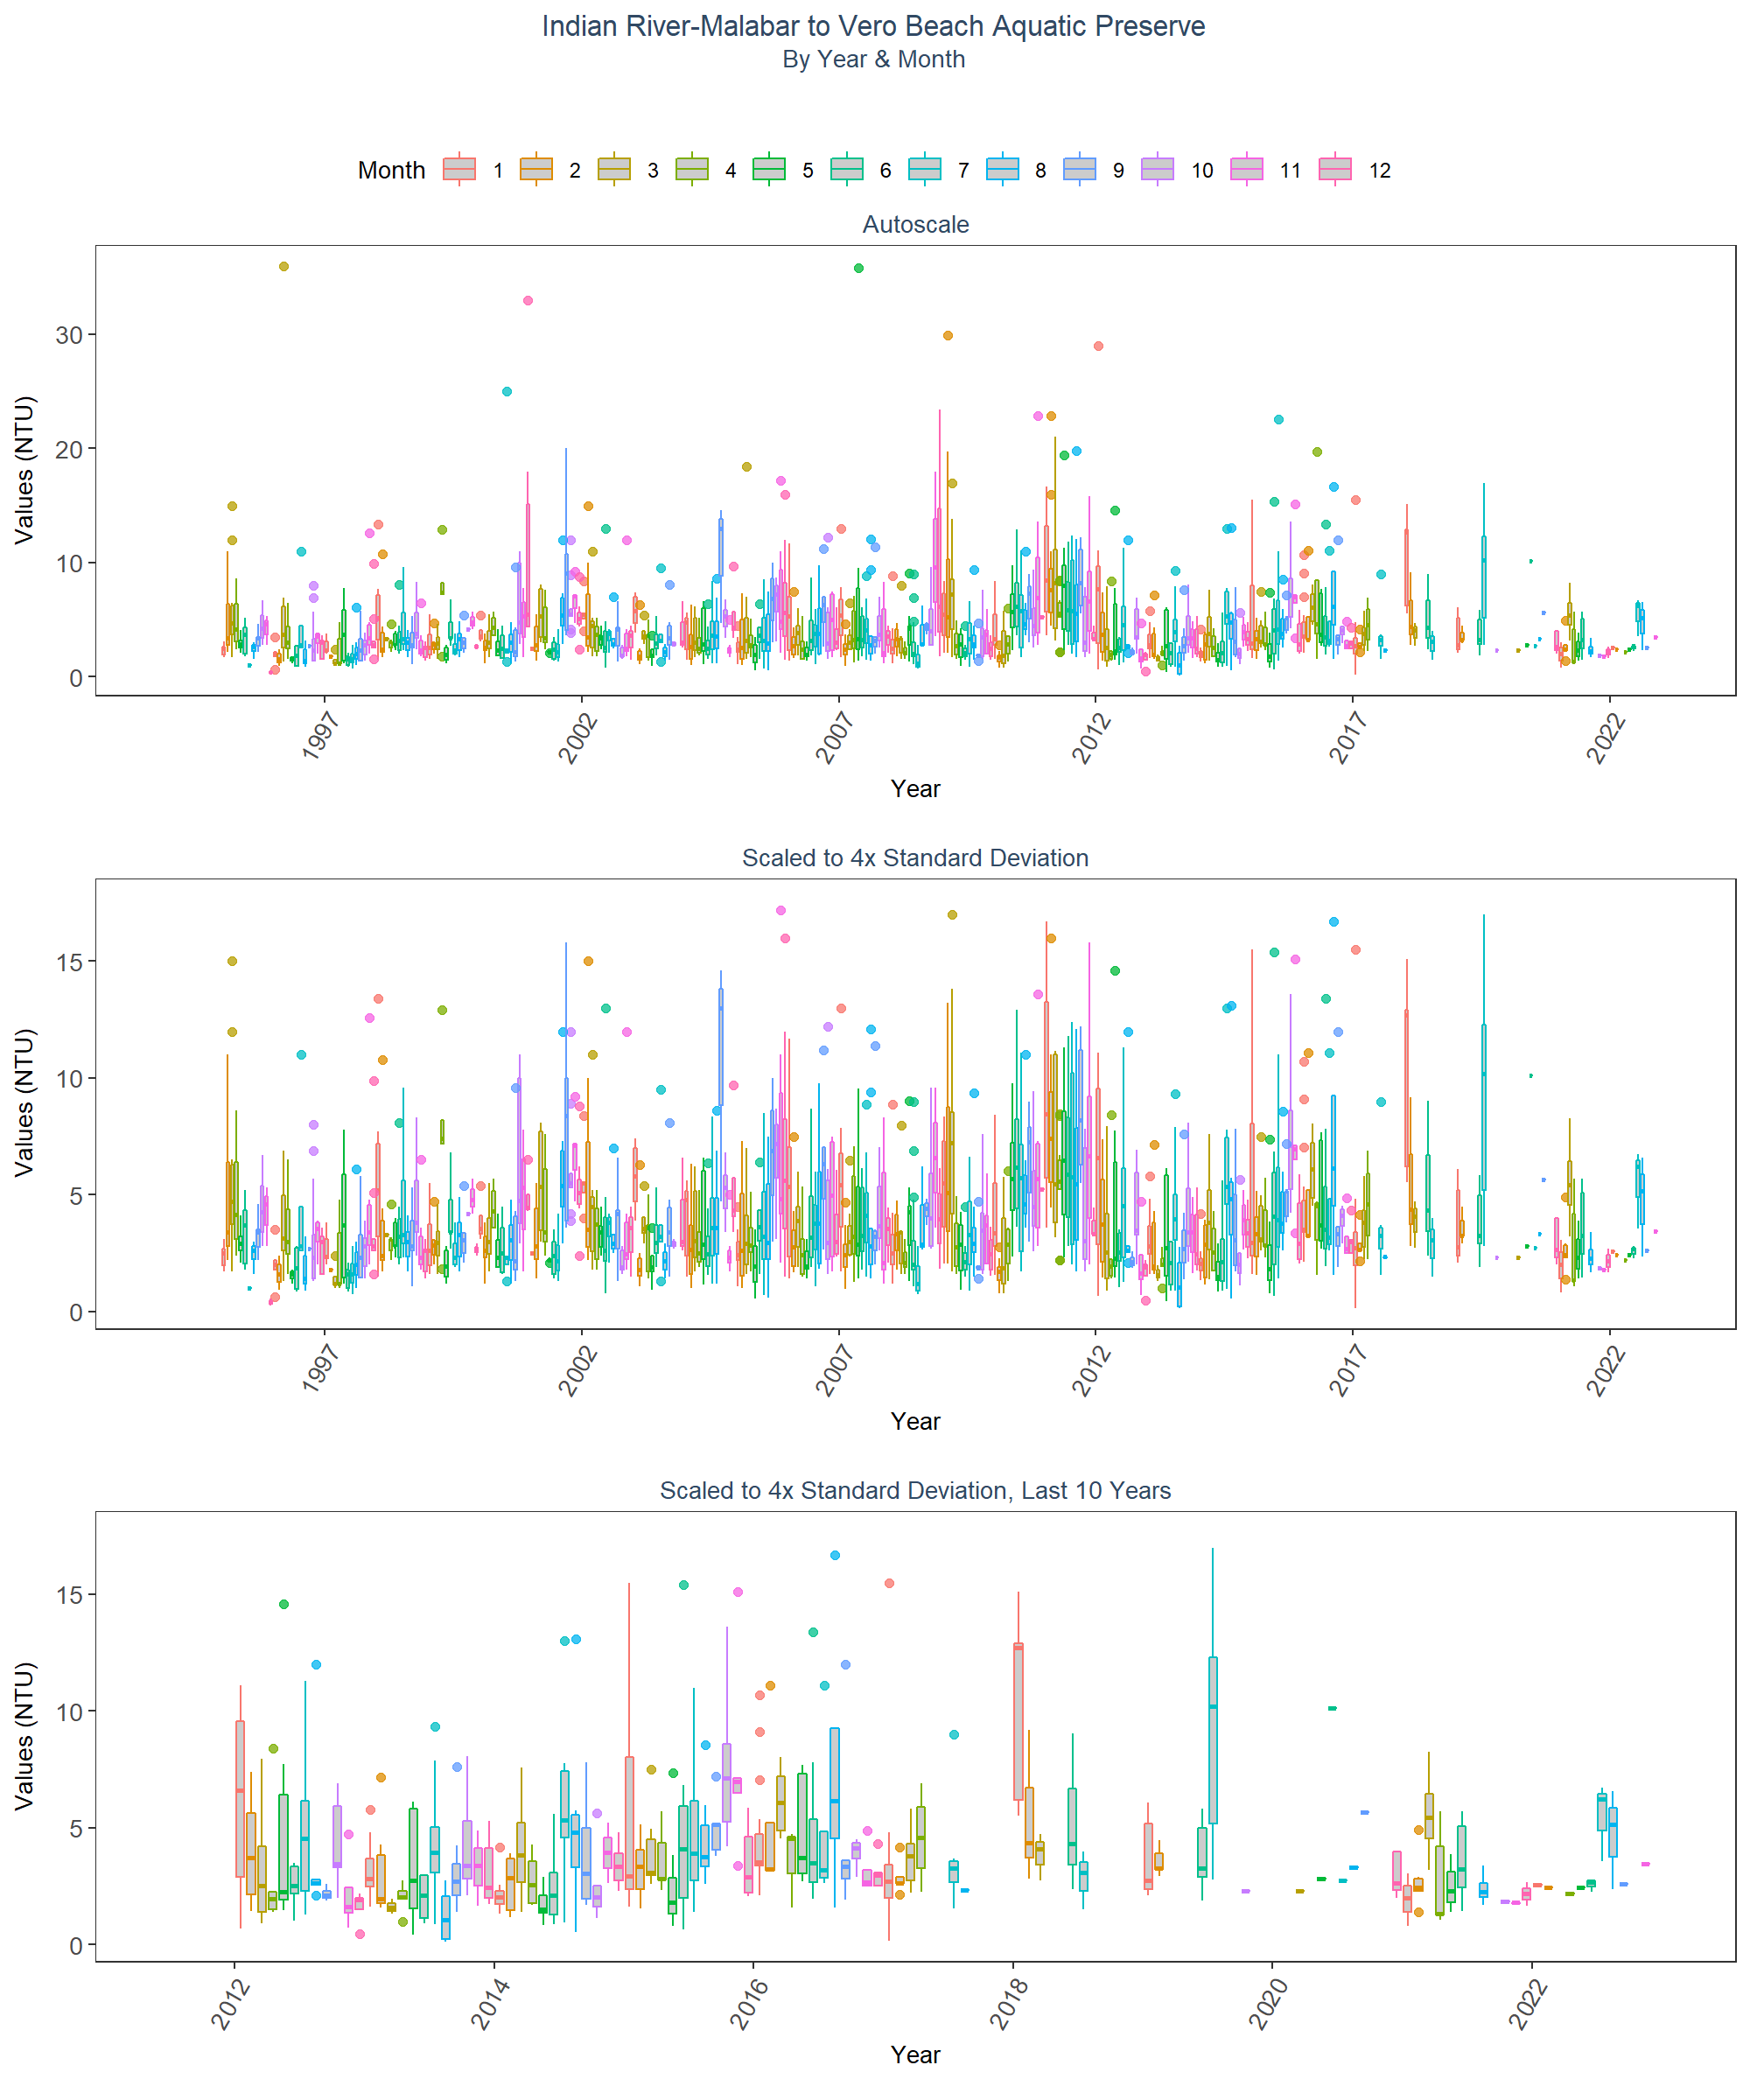 Indian River-Malabar to Vero Beach Aquatic Preserve
By Year & Month
Month 1 2 3 4 5 6 7 8 9 10 11 12
Autoscale
Values (NTU)
30
20
10
0
1997 2002 2007 2012 2017 2022
Year
Scaled to 4x Standard Deviation
Values (NTU)
15
10
5
0
1997 2002 2007 2012 2017 2022
Year
Scaled to 4x Standard Deviation, Last 10 Years
Values (NTU)
15
10
5
0
2012 2014 2016 2018 2020 2022
Year